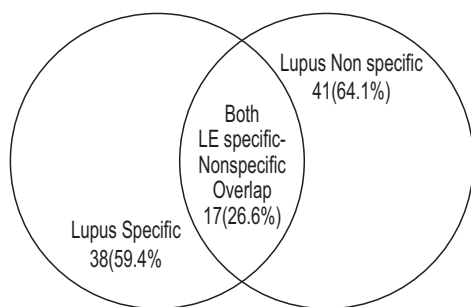 Lupus Non specific
41(64.1%)
Both
LE specific-
Nonspecific
Overlap
17(26.6%)
Lupus Specific
38(59.4%